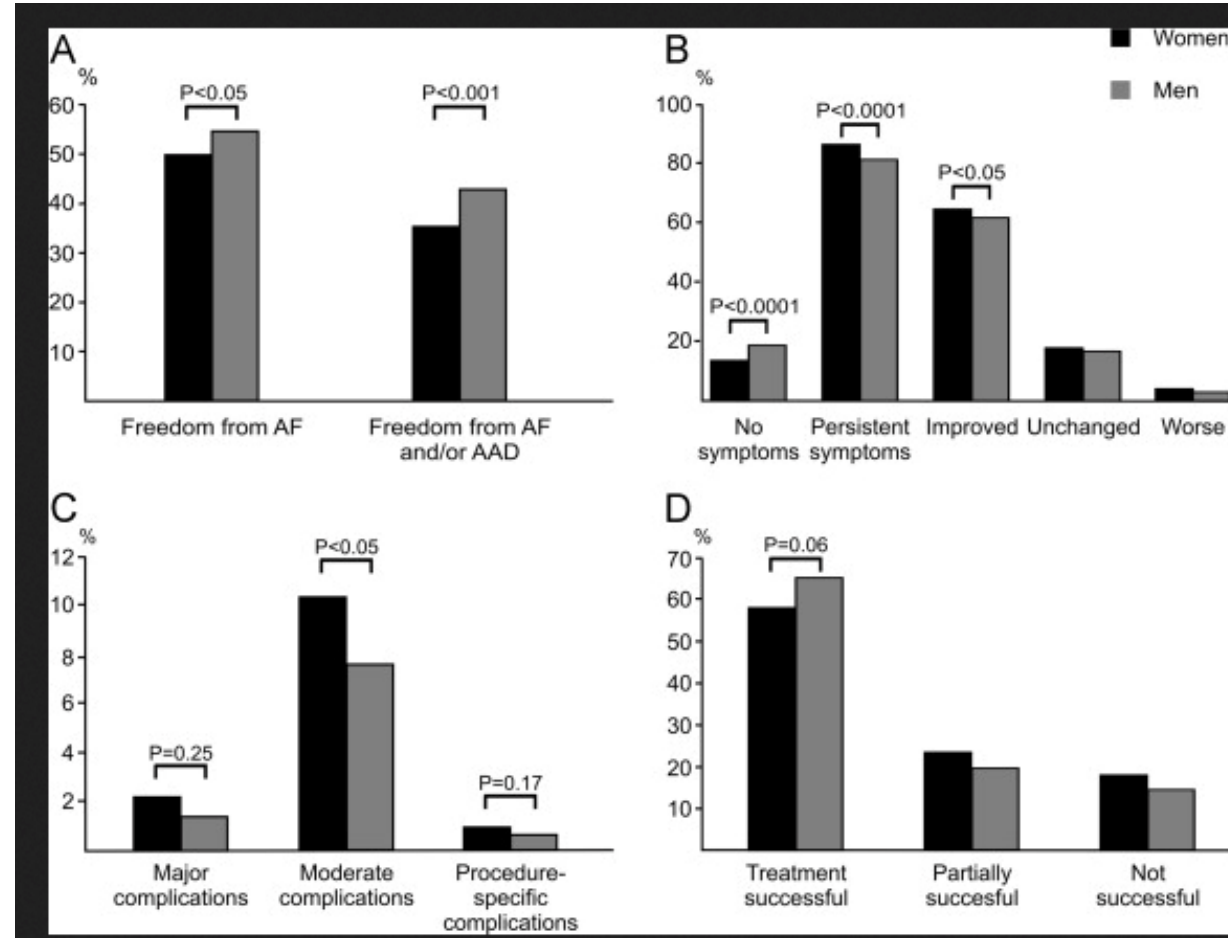 A
%
P<0.05
P<0.001
60
50
40
30
20
10
Freedom from AF
Freedom from AF
and/or AAD
B
%
Women
Men
P<0.0001
P<0.05
P<0.0001
100
80
60
40
20
No
symptoms
Persistent
symptoms
Improved
Unchanged
Worse
C
%
P<0.05
P=0.25
P=0.17
12
10
8
6
4
2
Major
complications
Moderate
complications
Procedure-
specific
complications
D
%
P=0.06
70
60
50
40
30
20
10
Treatment
successful
Partially
succesful
Not
successful